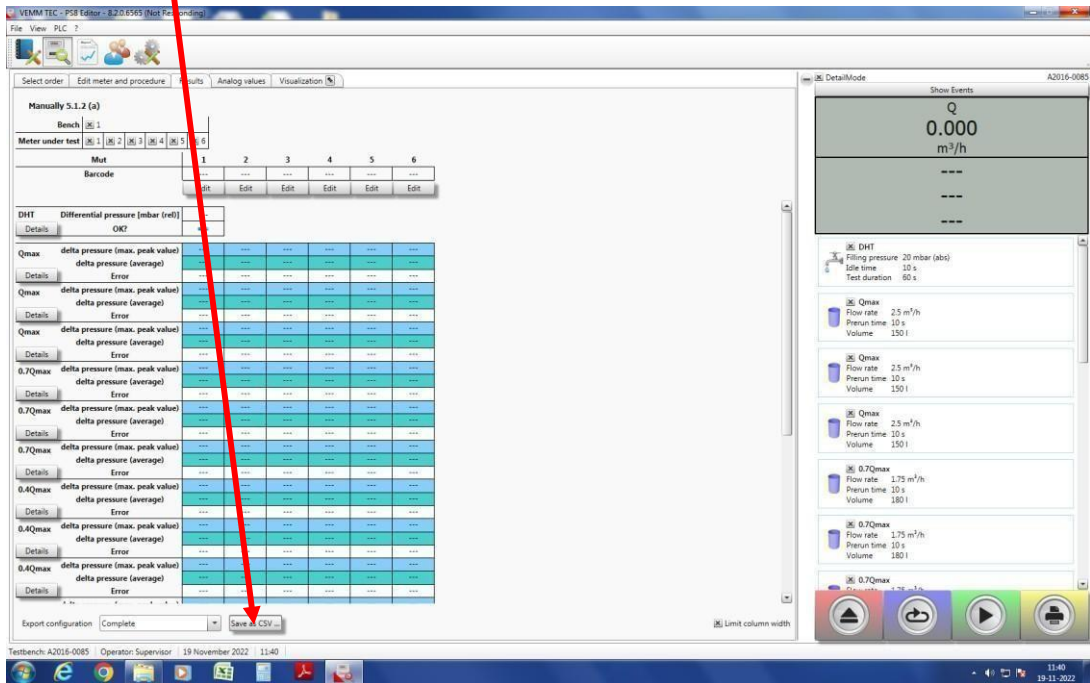 VEMM TEC - PS8 Editor - 8.2.0.6565 (Not Responding)
File View PLC ?
Select order Edit meter and procedure Results Analog values Visualization
Manually 5.1.2 (a)
Bench 1
Meter under test 1 2 3 4 5 6
Mut 1 2 3 4 5 6
Barcode --- --- --- --- --- ---
Edit Edit Edit Edit Edit Edit
DHT Differential pressure [mbar (rel)]
Details OK?
Qmax delta pressure (max. peak value) --- --- --- --- --- ---
delta pressure (average) --- --- --- --- --- ---
Details Error --- --- --- --- --- ---
Qmax delta pressure (max. peak value) --- --- --- --- --- ---
delta pressure (average) --- --- --- --- --- ---
Details Error --- --- --- --- --- ---
Qmax delta pressure (max. peak value) --- --- --- --- --- ---
delta pressure (average) --- --- --- --- --- ---
Details Error --- --- --- --- --- ---
0.7Qmax delta pressure (max. peak value) --- --- --- --- --- ---
delta pressure (average) --- --- --- --- --- ---
Details Error --- --- --- --- --- ---
0.7Qmax delta pressure (max. peak value) --- --- --- --- --- ---
delta pressure (average) --- --- --- --- --- ---
Details Error --- --- --- --- --- ---
0.7Qmax delta pressure (max. peak value) --- --- --- --- --- ---
delta pressure (average) --- --- --- --- --- ---
Details Error --- --- --- --- --- ---
0.4Qmax delta pressure (max. peak value) --- --- --- --- --- ---
delta pressure (average) --- --- --- --- --- ---
Details Error --- --- --- --- --- ---
0.4Qmax delta pressure (max. peak value) --- --- --- --- --- ---
delta pressure (average) --- --- --- --- --- ---
Details Error --- --- --- --- --- ---
0.4Qmax delta pressure (max. peak value) --- --- --- --- --- ---
delta pressure (average) --- --- --- --- --- ---
Details Error --- --- --- --- --- ---
Export configuration Complete Save as CSV ... Limit column width
DetailMode A2016-0085
Show Events
Q
0.000
m³/h
---
---
---
DHT
Filling pressure 20 mbar (abs)
Idle time 10 s
Test duration 60 s
Qmax
Flow rate 2.5 m³/h
Prerun time 10 s
Volume 150 l
Qmax
Flow rate 2.5 m³/h
Prerun time 10 s
Volume 150 l
Qmax
Flow rate 2.5 m³/h
Prerun time 10 s
Volume 150 l
0.7Qmax
Flow rate 1.75 m³/h
Prerun time 10 s
Volume 180 l
0.7Qmax
Flow rate 1.75 m³/h
Prerun time 10 s
Volume 180 l
0.7Qmax
Testbench: A2016-0085 Operator: Supervisor 19 November 2022 11:40
11:40
19-11-2022